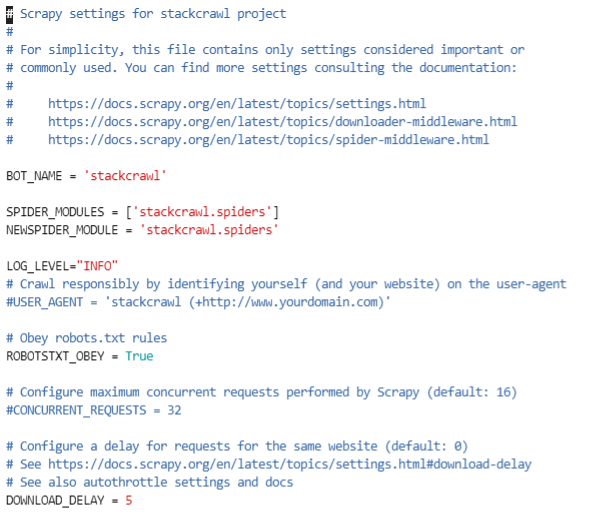 # Scrapy settings for stackcrawl project
#
# For simplicity, this file contains only settings considered important or
# commonly used. You can find more settings consulting the documentation:
#
#     https://docs.scrapy.org/en/latest/topics/settings.html
#     https://docs.scrapy.org/en/latest/topics/downloader-middleware.html
#     https://docs.scrapy.org/en/latest/topics/spider-middleware.html
BOT_NAME = 'stackcrawl'
SPIDER_MODULES = ['stackcrawl.spiders']
NEWSPIDER_MODULE = 'stackcrawl.spiders'
LOG_LEVEL="INFO"
# Crawl responsibly by identifying yourself (and your website) on the user-agent
#USER_AGENT = 'stackcrawl (+http://www.yourdomain.com)'
# Obey robots.txt rules
ROBOTSTXT_OBEY = True
# Configure maximum concurrent requests performed by Scrapy (default: 16)
#CONCURRENT_REQUESTS = 32
# Configure a delay for requests for the same website (default: 0)
# See https://docs.scrapy.org/en/latest/topics/settings.html#download-delay
# See also autothrottle settings and docs
DOWNLOAD_DELAY = 5